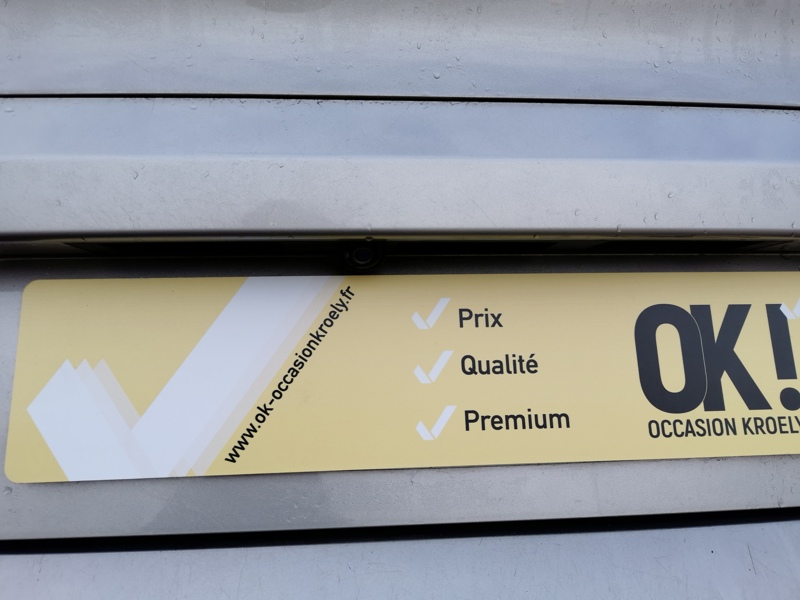 www.ok-occasionkroely.fr
Prix
Qualité
Premium
OK!
OCCASION KROELY